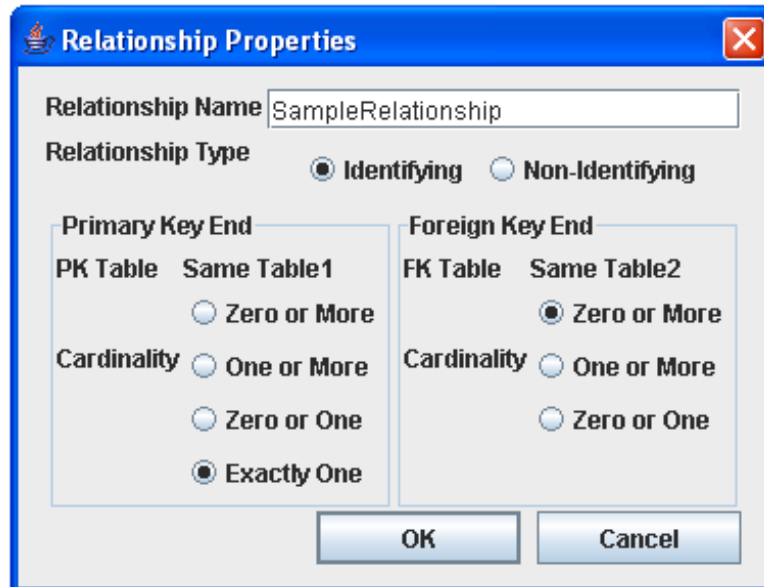 Relationship Properties
Relationship Name SampleRelationship
Relationship Type Identifying Non-Identifying
Primary Key End
PK Table Same Table1
Zero or More
Cardinality One or More
Zero or One
Exactly One
Foreign Key End
FK Table Same Table2
Zero or More
Cardinality One or More
Zero or One
OK Cancel